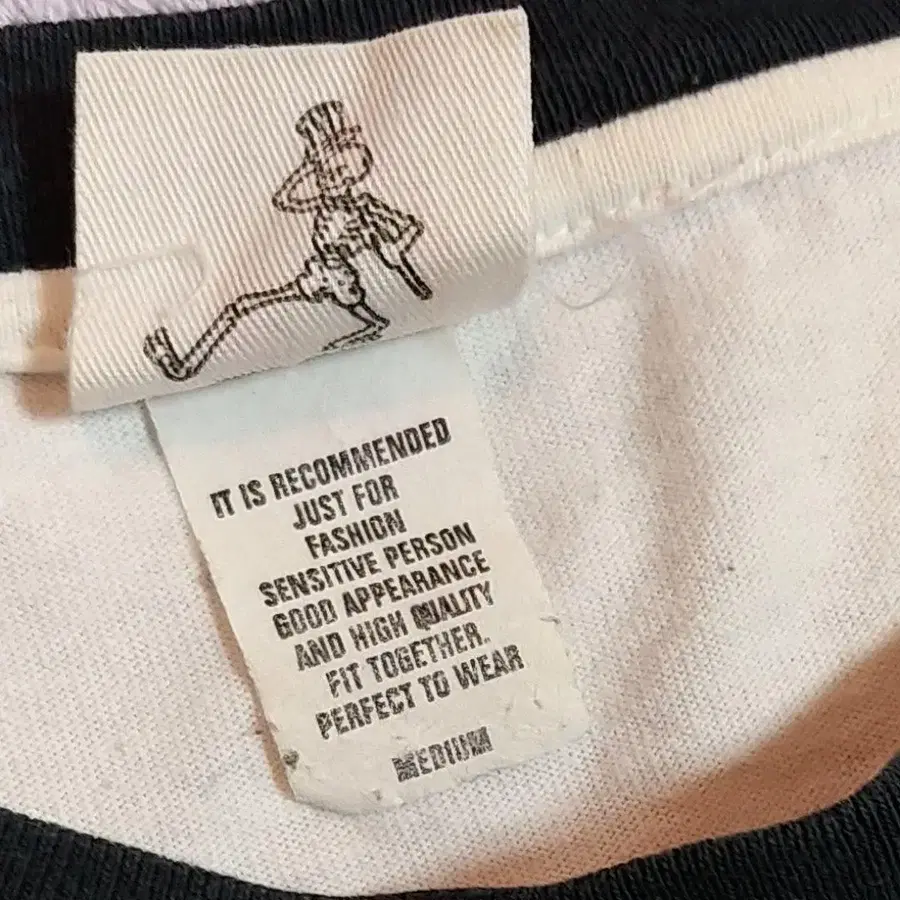 IT IS RECOMMENDED
JUST FOR
FASHION
SENSITIVE PERSON
GOOD APPEARANCE
AND HIGH QUALITY
FIT TOGETHER.
PERFECT TO WEAR
MEDIUM